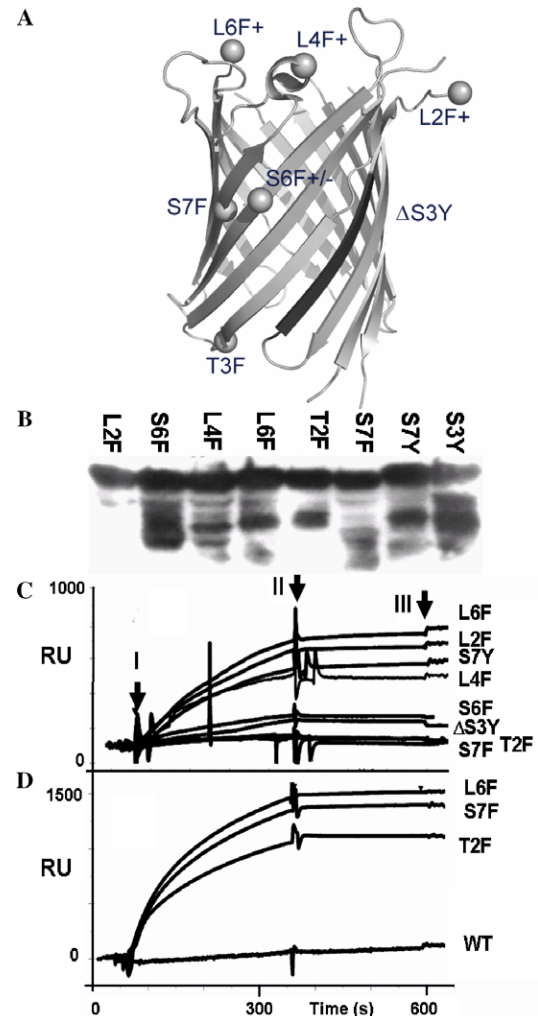 A
L6F+
L4F+
L2F+
S6F+/-
S7F
ΔS3Y
T3F
B
L2F
S6F
L4F
L6F
T2F
S7F
S7Y
S3Y
C
1000
RU
0
I
II
III
L6F
L2F
S7Y
L4F
S6F
ΔS3Y
S7F T2F
D
1500
RU
0
L6F
S7F
T2F
WT
0 300 Time (s) 600